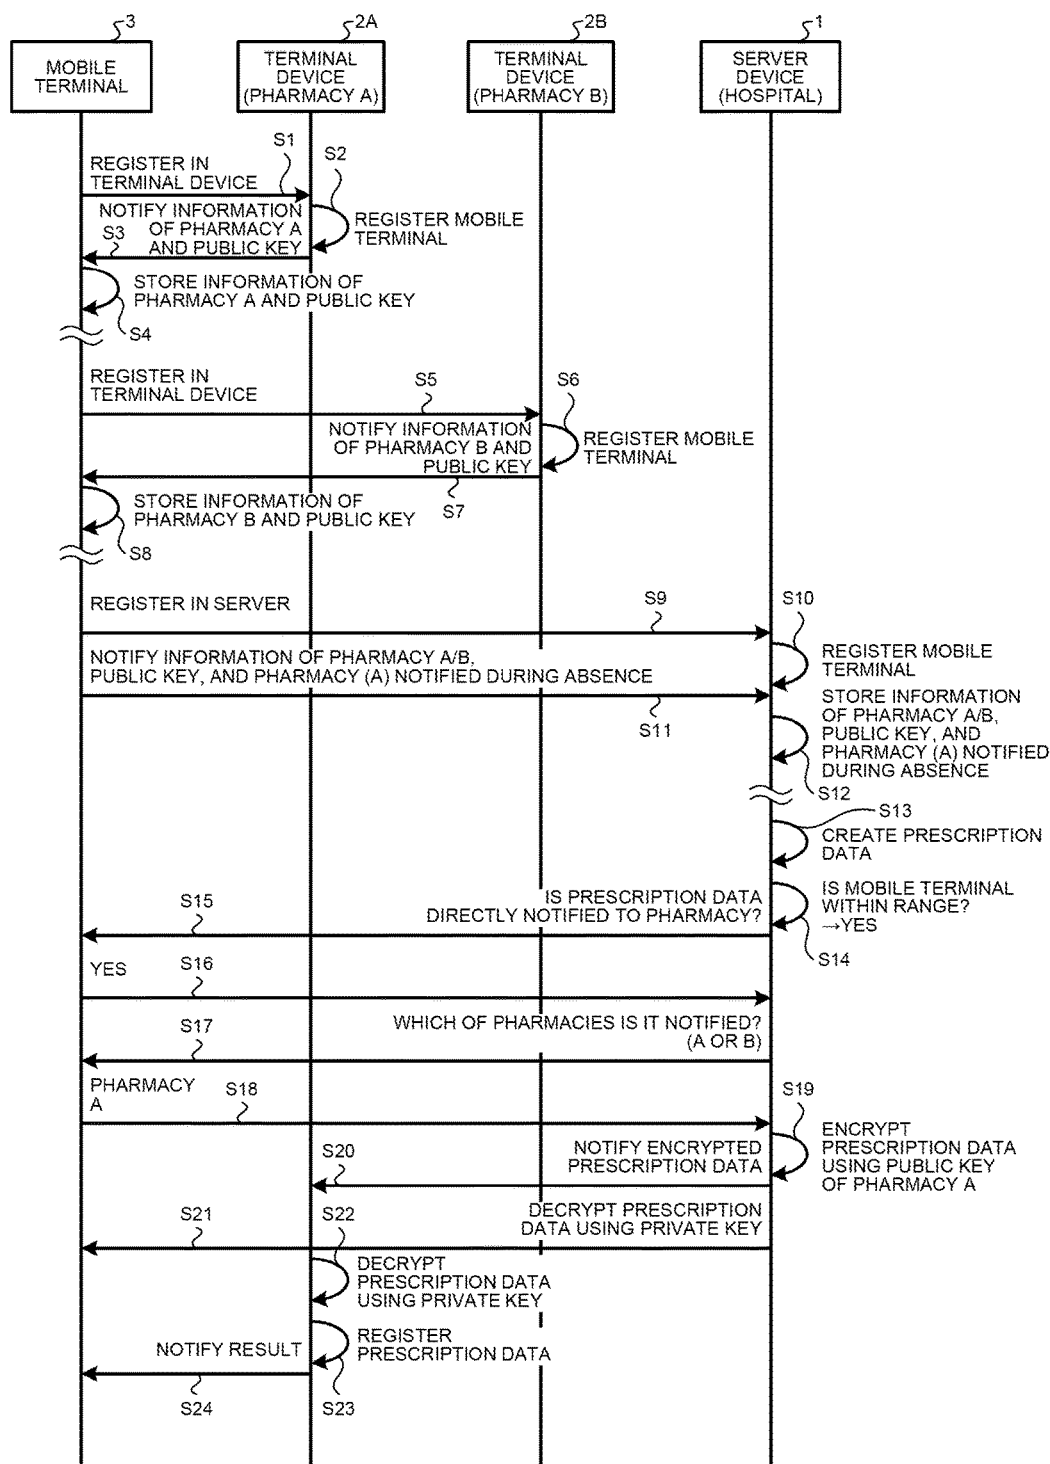 3
2A
2B
1
MOBILE
TERMINAL
TERMINAL
DEVICE
(PHARMACY A)
TERMINAL
DEVICE
(PHARMACY B)
SERVER
DEVICE
(HOSPITAL)
REGISTER IN
TERMINAL DEVICE
S1
S2
REGISTER MOBILE
TERMINAL
NOTIFY INFORMATION
OF PHARMACY A
AND PUBLIC KEY
S3
STORE INFORMATION OF
PHARMACY A AND PUBLIC KEY
S4
REGISTER IN
TERMINAL DEVICE
S5
S6
REGISTER MOBILE
TERMINAL
NOTIFY INFORMATION
OF PHARMACY B AND
PUBLIC KEY
S7
STORE INFORMATION OF
PHARMACY B AND PUBLIC KEY
S8
REGISTER IN SERVER
S9
S10
REGISTER MOBILE
TERMINAL
NOTIFY INFORMATION OF PHARMACY A/B,
PUBLIC KEY, AND PHARMACY (A) NOTIFIED DURING ABSENCE
S11
STORE INFORMATION
OF PHARMACY A/B,
PUBLIC KEY, AND
PHARMACY (A) NOTIFIED
DURING ABSENCE
S12
S13
CREATE PRESCRIPTION
DATA
IS MOBILE TERMINAL
WITHIN RANGE?
→YES
S14
IS PRESCRIPTION DATA
DIRECTLY NOTIFIED TO PHARMACY?
S15
YES
S16
WHICH OF PHARMACIES IS IT NOTIFIED?
(A OR B)
S17
PHARMACY
A
S18
S19
ENCRYPT
PRESCRIPTION DATA
USING PUBLIC KEY
OF PHARMACY A
NOTIFY ENCRYPTED
PRESCRIPTION DATA
S20
DECRYPT PRESCRIPTION
DATA USING PRIVATE KEY
S21
S22
DECRYPT
PRESCRIPTION DATA
USING PRIVATE KEY
REGISTER
PRESCRIPTION DATA
S23
NOTIFY RESULT
S24